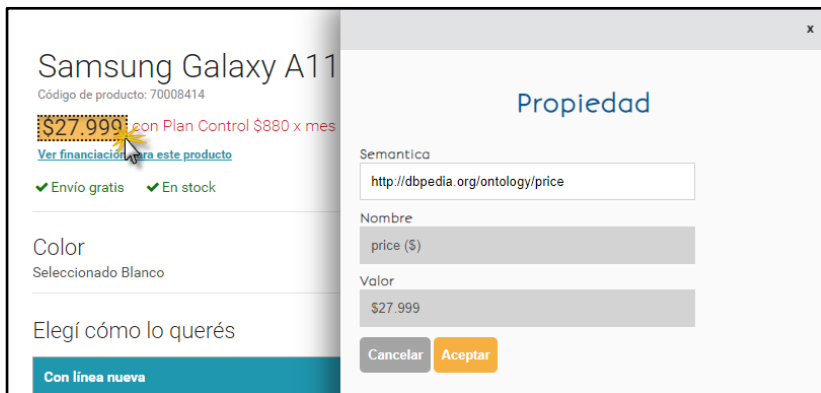 Samsung Galaxy A11
Código de producto: 70008414
$27.999 con Plan Control $880 x mes
Ver financiación para este producto
✔ Envío gratis ✔ En stock
Color
Seleccionado Blanco
Elegí cómo lo querés
Con línea nueva
x
Propiedad
Semantica
http://dbpedia.org/ontology/price
Nombre
price ($)
Valor
$27.999
Cancelar Aceptar